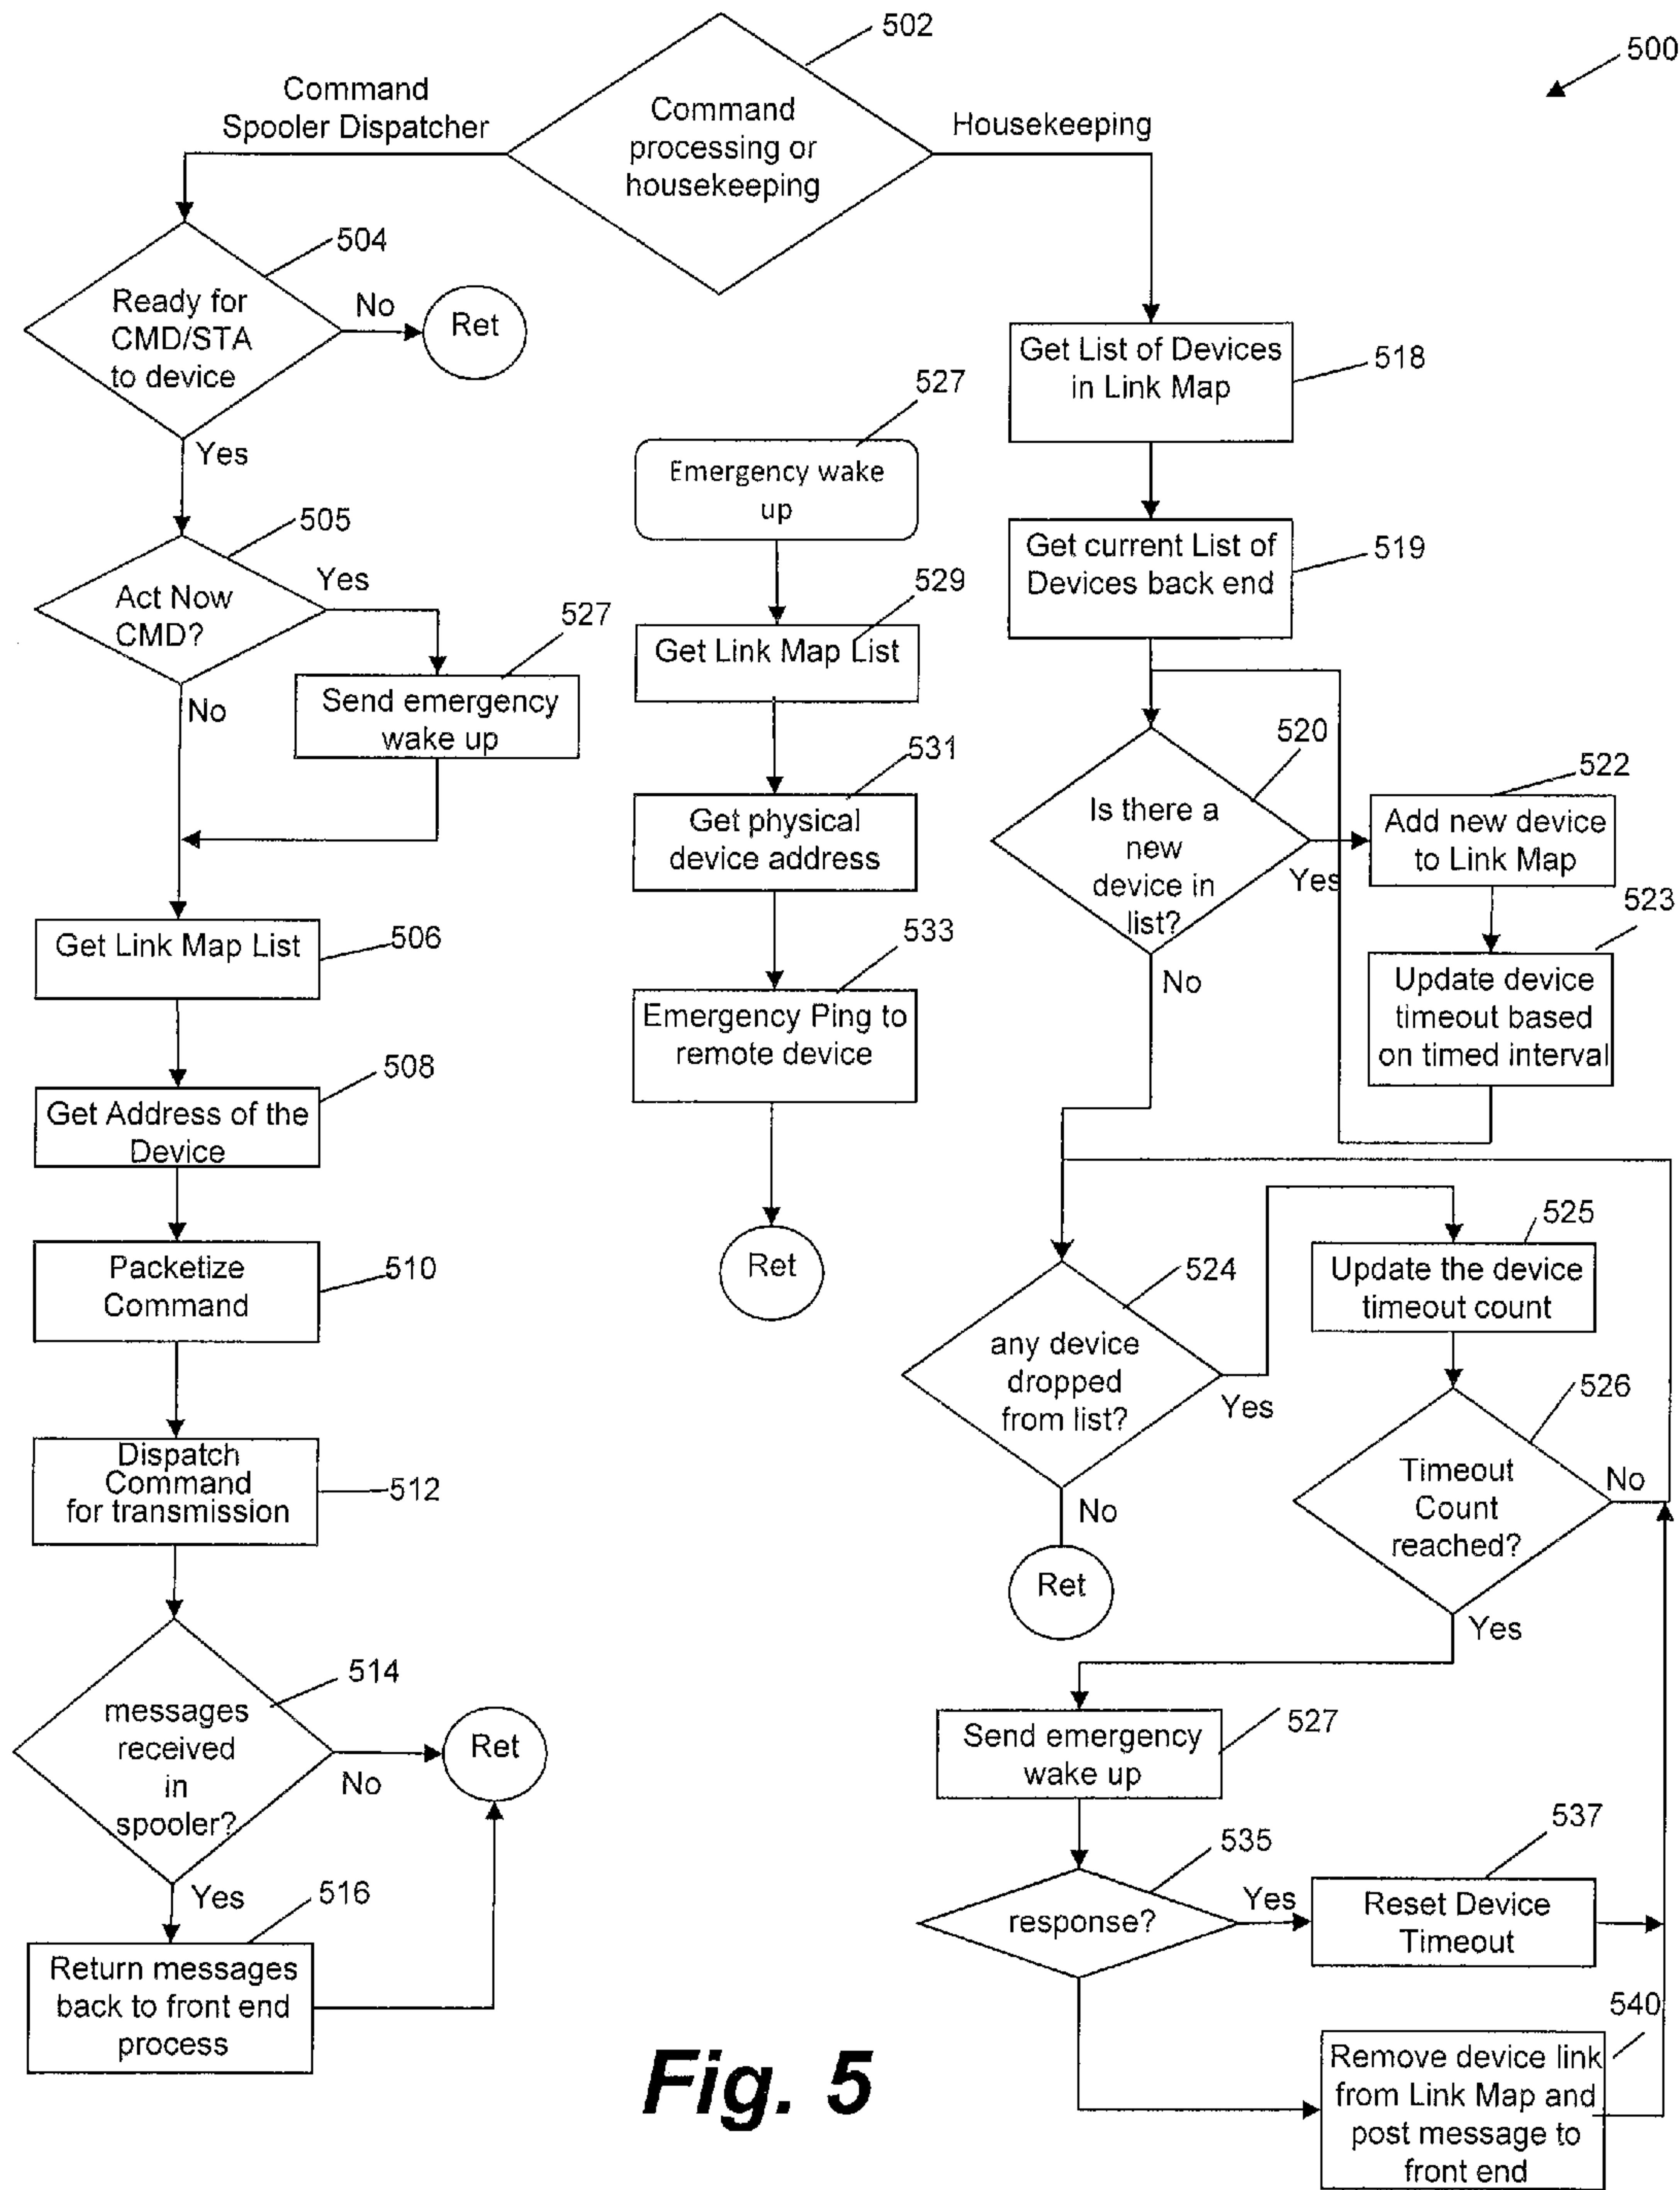 502
500
Command
Spooler Dispatcher
Command
processing or
housekeeping
Housekeeping
504
Ready for
CMD/STA
to device
No
Ret
Yes
505
Act Now
CMD?
Yes
527
Send emergency
wake up
No
Get Link Map List
506
508
Get Address of the
Device
Packetize
Command
510
Dispatch
Command
for transmission
512
514
messages
received
in
spooler?
No
Ret
Yes
516
Return messages
back to front end
process
527
Emergency wake
up
529
Get Link Map List
531
Get physical
device address
533
Emergency Ping to
remote device
Ret
Get List of Devices
in Link Map
518
Get current List of
Devices back end
519
520
Is there a
new
device in
list?
Yes
522
Add new device
to Link Map
523
Update device
timeout based
on timed interval
No
524
any device
dropped
from list?
Yes
525
Update the device
timeout count
526
Timeout
Count
reached?
No
No
Ret
Yes
527
Send emergency
wake up
535
response?
Yes
537
Reset Device
Timeout
540
Remove device link
from Link Map and
post message to
front end
Fig. 5